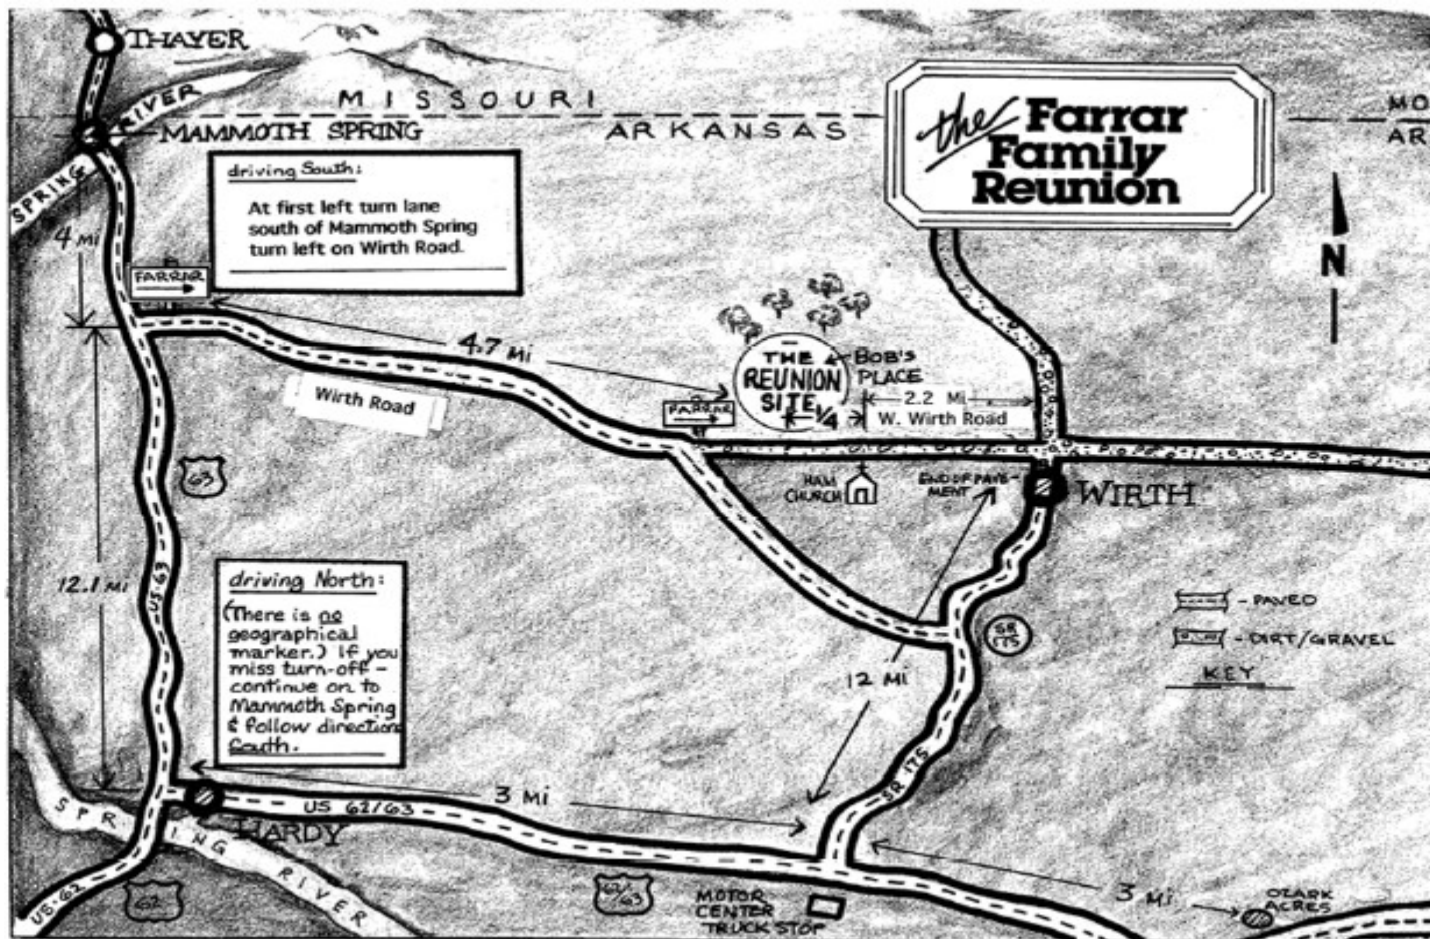 THAYER
RIVER
MISSOURI
MO
MAMMOTH SPRING
ARKANSAS
AR
the Farrar
Family
Reunion
SPRING
driving South:
At first left turn lane
south of Mammoth Spring
turn left on Wirth Road.
4 MI
FARRAR
N
4.7 Mi
THE
REUNION
SITE
BOB'S
PLACE
1/4
2.2 Mi
W. Wirth Road
Wirth Road
FARRAR
63
HAM
CHURCH
END OF PAVE-
MENT
WIRTH
12.1 MI
US-63
driving North:
(There is no
geographical
marker.) If you
miss turn-off -
continue on to
Mammoth Spring
& follow directions
South.
SR
175
- PAVED
- DIRT/GRAVEL
KEY
12 MI
SR 175
3 Mi
US 62/63
HARDY
SPRING RIVER
US-62
62
62/
63
MOTOR
CENTER
TRUCK STOP
3 Mi
OZARK
ACRES